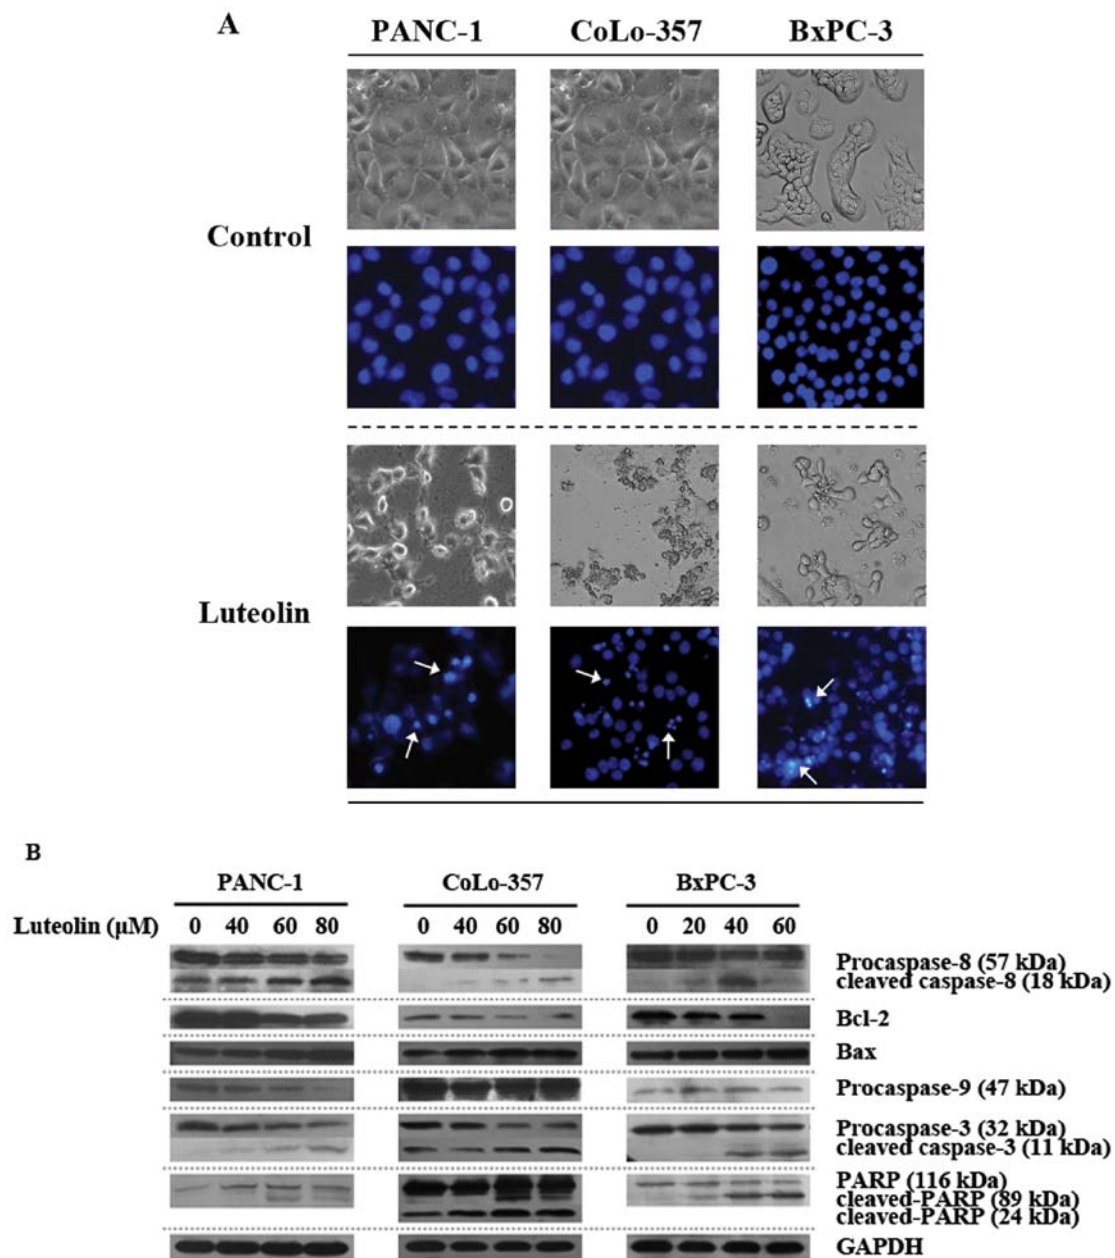 A
PANC-1 CoLo-357 BxPC-3
Control
Luteolin
B
PANC-1 CoLo-357 BxPC-3
Luteolin (μM) 0 40 60 80 0 40 60 80 0 20 40 60
Procaspase-8 (57 kDa)
cleaved caspase-8 (18 kDa)
Bcl-2
Bax
Procaspase-9 (47 kDa)
Procaspase-3 (32 kDa)
cleaved caspase-3 (11 kDa)
PARP (116 kDa)
cleaved-PARP (89 kDa)
cleaved-PARP (24 kDa)
GAPDH